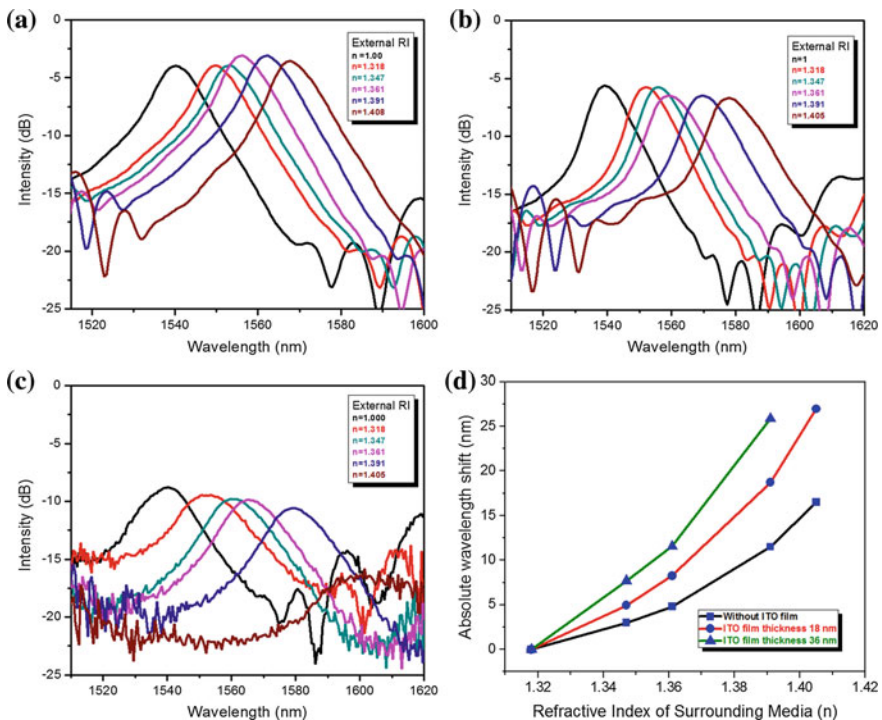 (a)
0
-5
-10
-15
-20
-25
Intensity (dB)
1520 1540 1560 1580 1600
Wavelength (nm)
External RI
n =1.00
n=1.318
n=1.347
n=1.361
n=1.391
(b)
0
-5
-10
-15
-20
-25
Intensity (dB)
1520 1540 1560 1580 1600 1620
Wavelength (nm)
External RI
n=1
n=1.318
n=1.347
n=1.361
n=1.391
n=1.405
(c)
0
-5
-10
-15
-20
-25
Intensity (dB)
1520 1540 1560 1580 1600 1620
Wavelength (nm)
External RI
n=1.000
n=1.318
n=1.347
n=1.361
n=1.391
n=1.405
(d)
30
25
20
15
10
5
0
Absolute wavelength shift (nm)
1.32 1.34 1.36 1.38 1.40 1.42
Refractive Index of Surrounding Media (n)
Without ITO film
ITO film thickness 18 nm
ITO film thickness 36 nm